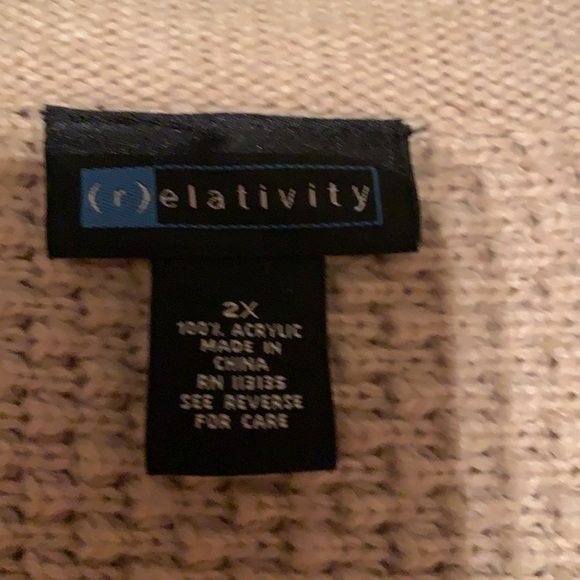 (r)elativity
2X
100% ACRYLIC
MADE IN
CHINA
RN 113135
SEE REVERSE
FOR CARE